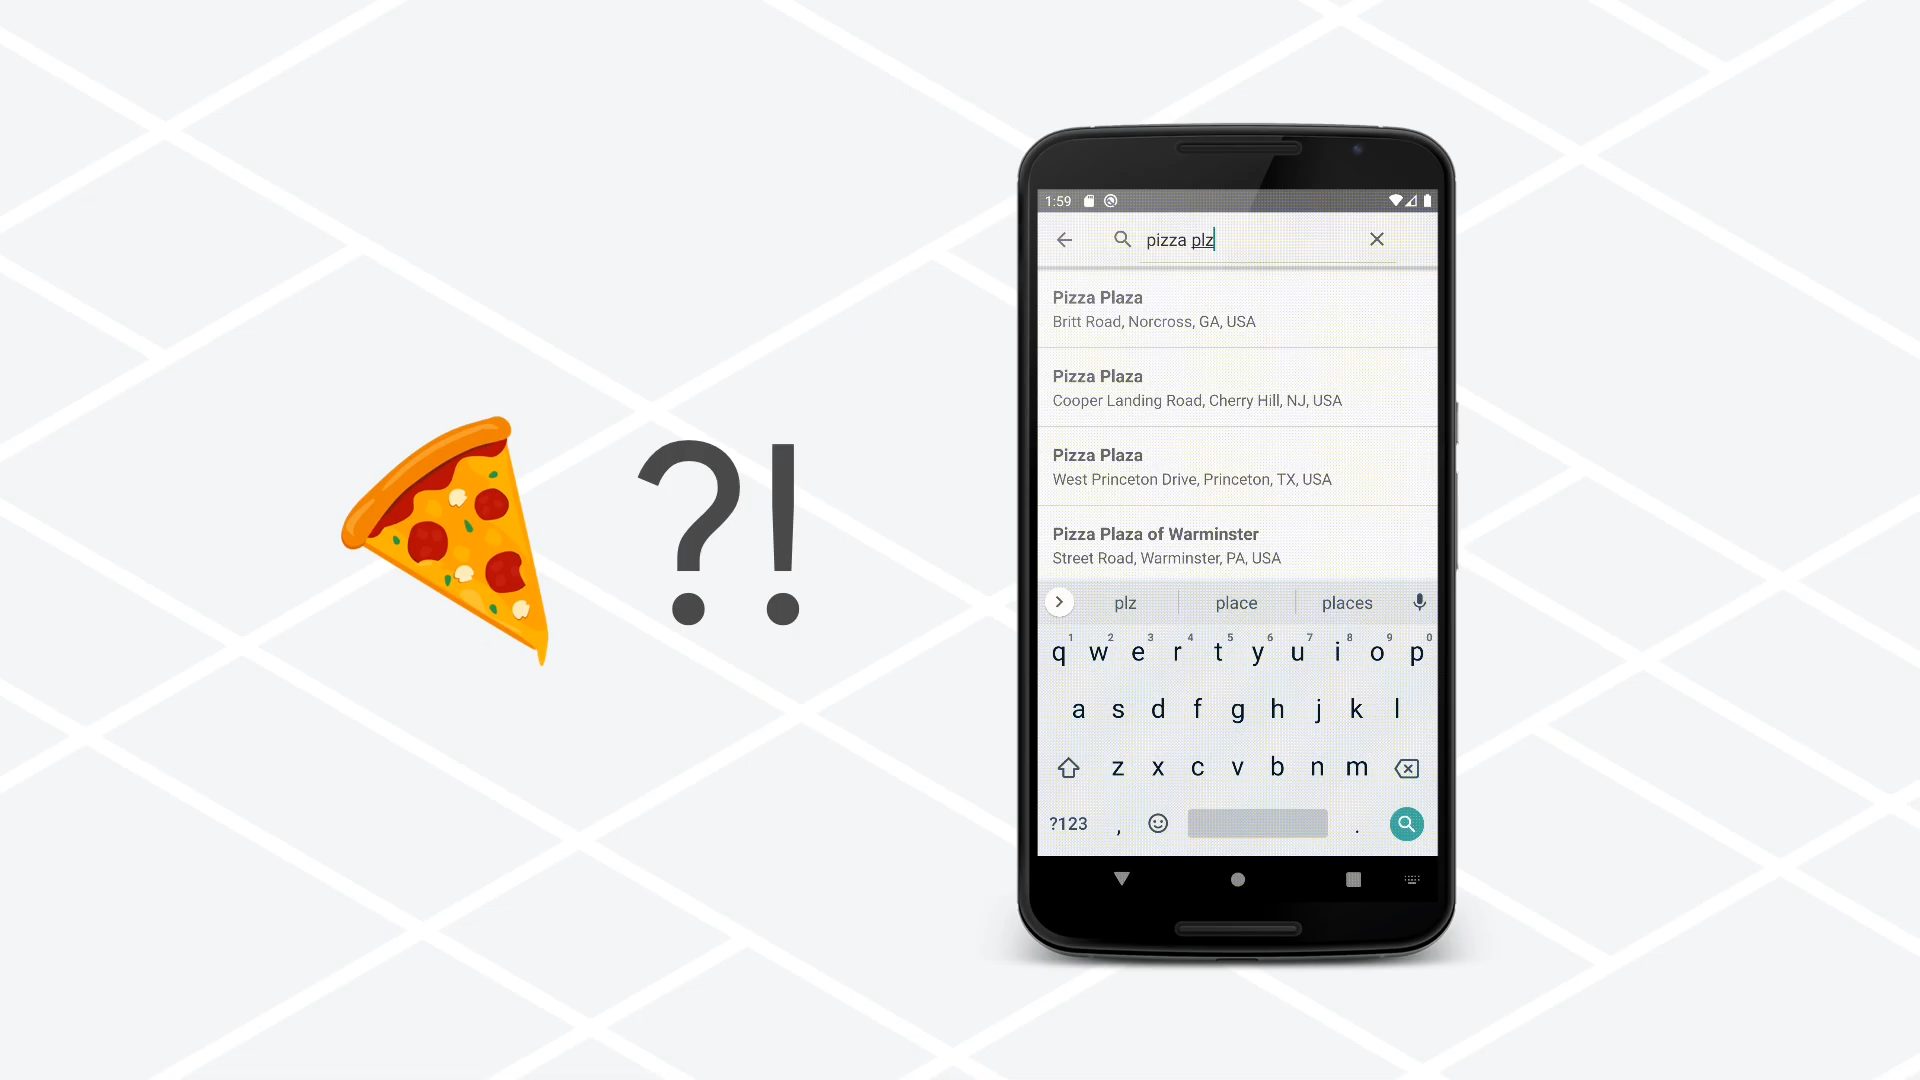 ?!
1:59
pizza plz
Pizza Plaza
Britt Road, Norcross, GA, USA
Pizza Plaza
Cooper Landing Road, Cherry Hill, NJ, USA
Pizza Plaza
West Princeton Drive, Princeton, TX, USA
Pizza Plaza of Warminster
Street Road, Warminster, PA, USA
plz place places
1 2 3 4 5 6 7 8 9 0
q w e r t y u i o p
a s d f g h j k l
z x c v b n m
?123 , .